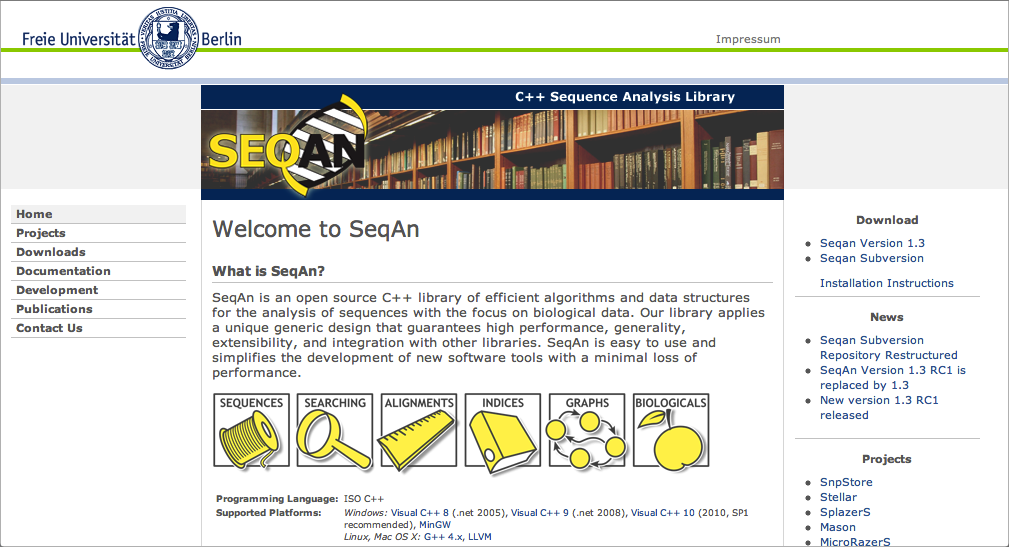 Freie Universität Berlin
Impressum
C++ Sequence Analysis Library
SEQAN
Home
Projects
Downloads
Documentation
Development
Publications
Contact Us
Welcome to SeqAn
What is SeqAn?
SeqAn is an open source C++ library of efficient algorithms and data structures
for the analysis of sequences with the focus on biological data. Our library applies
a unique generic design that guarantees high performance, generality,
extensibility, and integration with other libraries. SeqAn is easy to use and
simplifies the development of new software tools with a minimal loss of
performance.
SEQUENCES SEARCHING ALIGNMENTS INDICES GRAPHS BIOLOGICALS
Programming Language: ISO C++
Supported Platforms: Windows: Visual C++ 8 (.net 2005), Visual C++ 9 (.net 2008), Visual C++ 10 (2010, SP1
recommended), MinGW
Linux, Mac OS X: G++ 4.x, LLVM
Download
Seqan Version 1.3
Seqan Subversion
Installation Instructions
News
Seqan Subversion
Repository Restructured
SeqAn Version 1.3 RC1 is
replaced by 1.3
New version 1.3 RC1
released
Projects
SnpStore
Stellar
SplazerS
Mason
MicroRazerS